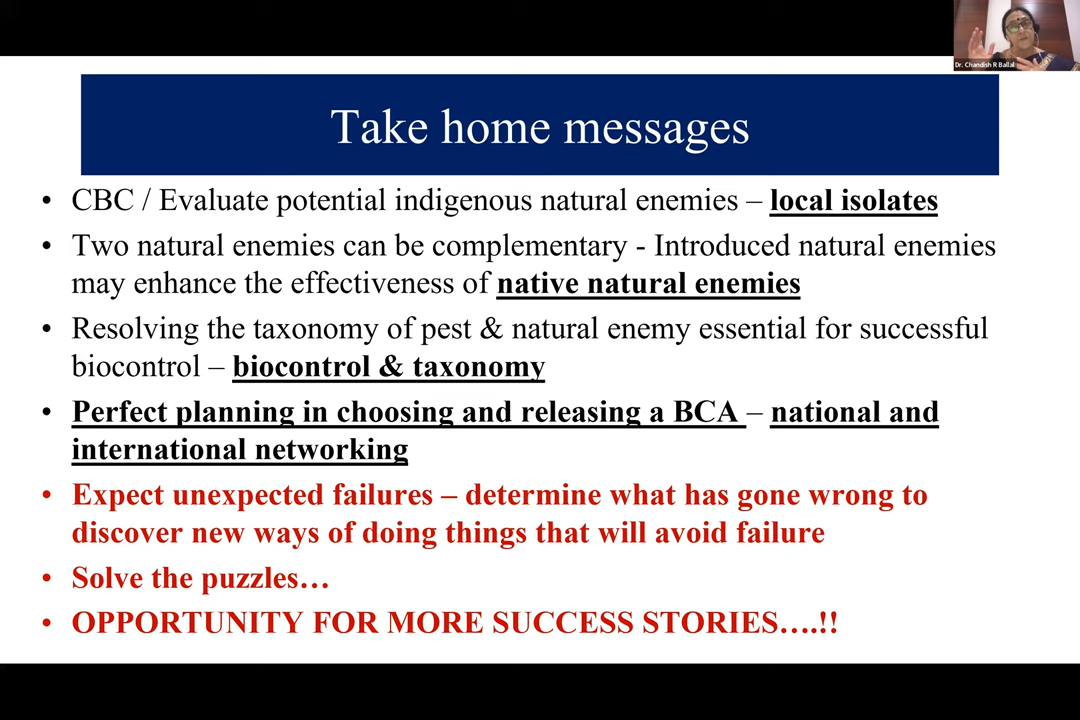 Dr. Chandish R Ballal
Take home messages
• CBC / Evaluate potential indigenous natural enemies – local isolates
• Two natural enemies can be complementary - Introduced natural enemies
may enhance the effectiveness of native natural enemies
• Resolving the taxonomy of pest & natural enemy essential for successful
biocontrol – biocontrol & taxonomy
• Perfect planning in choosing and releasing a BCA – national and
international networking
• Expect unexpected failures – determine what has gone wrong to
discover new ways of doing things that will avoid failure
• Solve the puzzles…
• OPPORTUNITY FOR MORE SUCCESS STORIES….!!